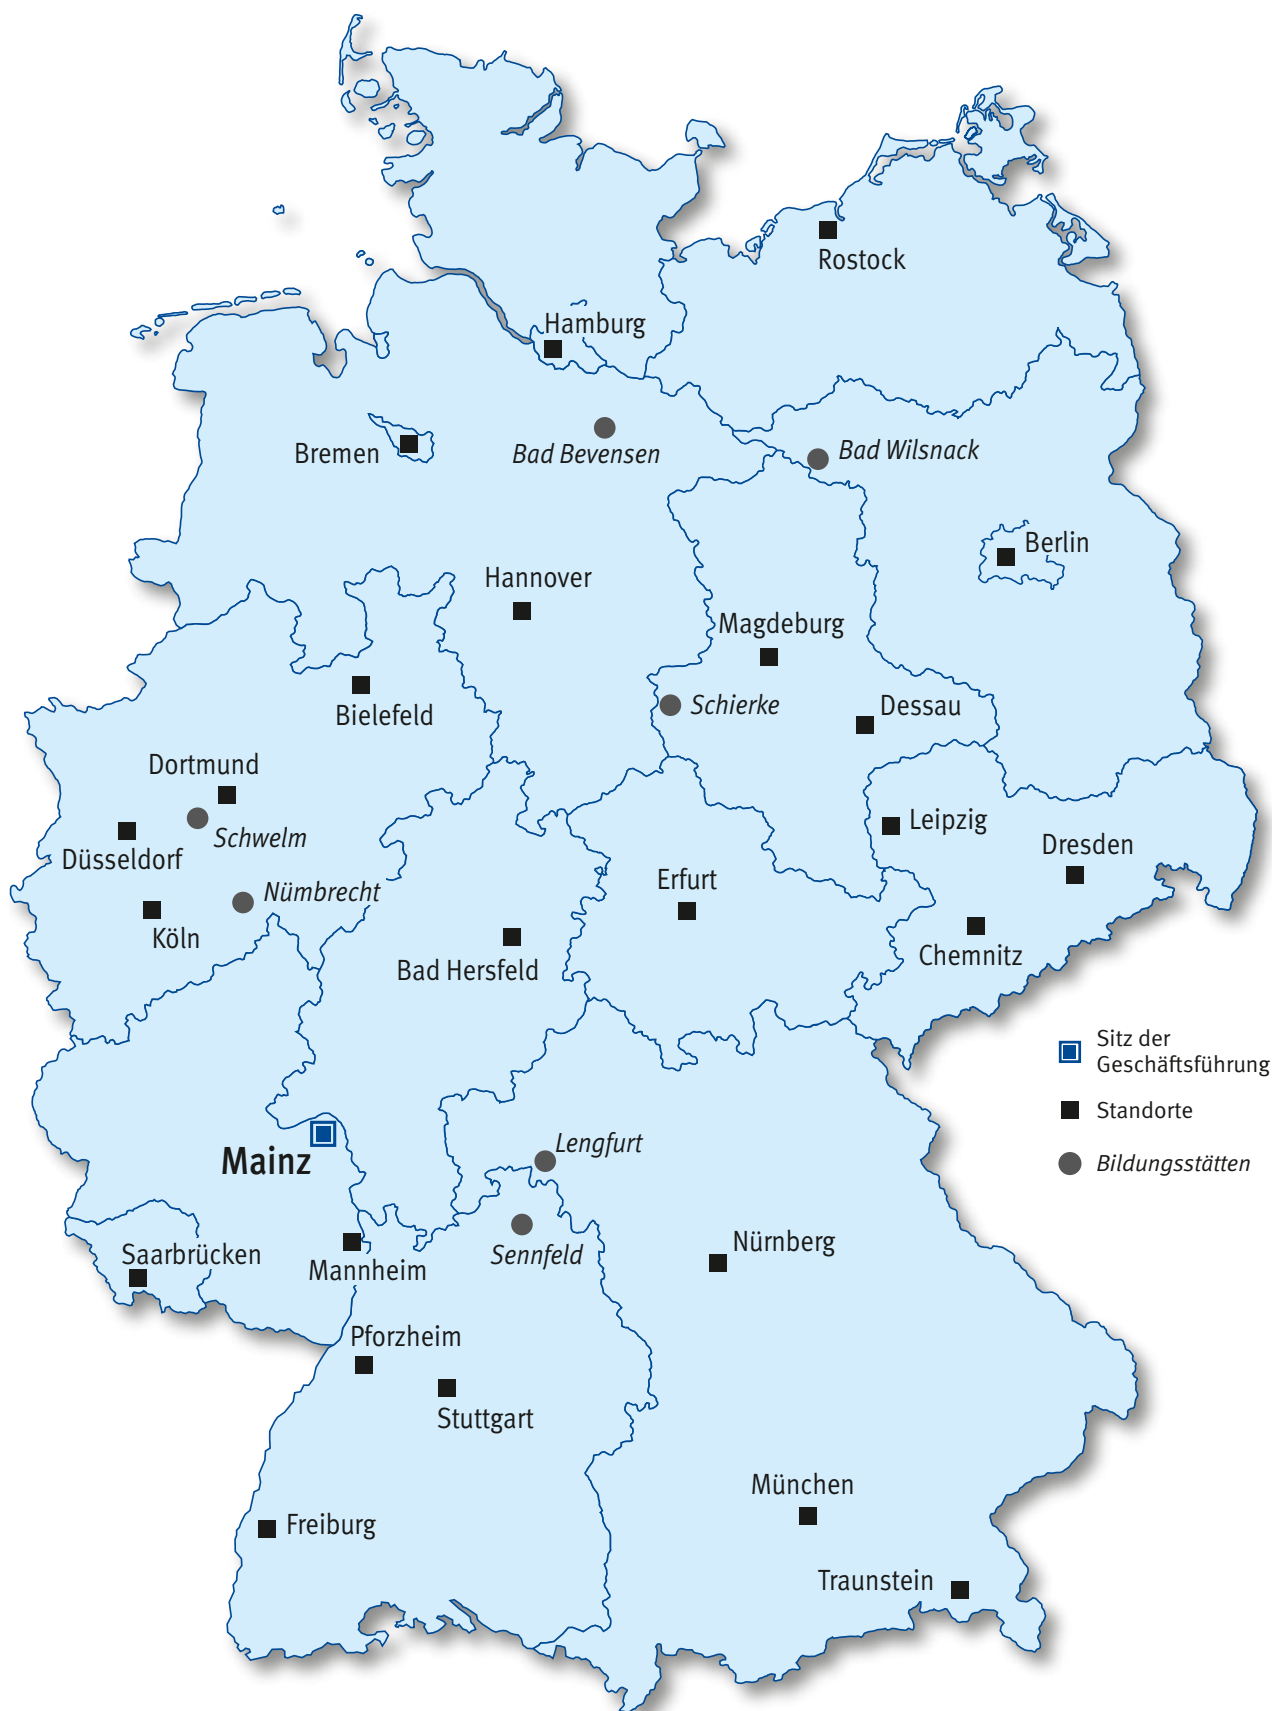 Rostock
Hamburg
Bremen
Bad Bevensen
Bad Wilsnack
Berlin
Hannover
Magdeburg
Bielefeld
Schierke
Dessau
Dortmund
Schwelm
Düsseldorf
Leipzig
Dresden
Nümbrecht
Erfurt
Köln
Bad Hersfeld
Chemnitz
Sitz der
Geschäftsführung
Standorte
Bildungsstätten
Mainz
Lengfurt
Saarbrücken
Mannheim
Sennfeld
Nürnberg
Pforzheim
Stuttgart
München
Freiburg
Traunstein